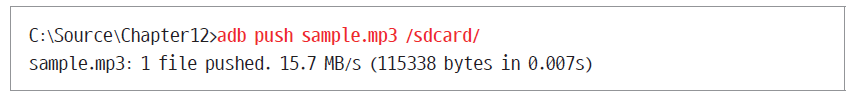 C:\Source\Chapter12>adb push sample.mp3 /sdcard/
sample.mp3: 1 file pushed. 15.7 MB/s (115338 bytes in 0.007s)